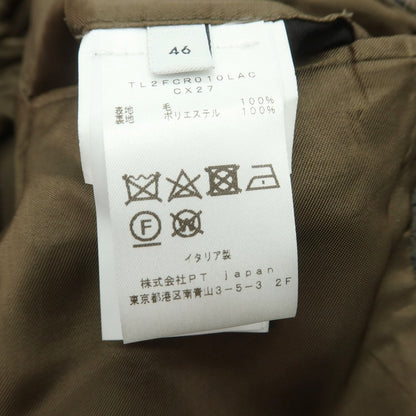 46
TL2FCR010LAC
CX27
表地 毛 100%
裏地 ポリエステル 100%
F
W
イタリア製
株式会社PT japan
東京都港区南青山3-5-3 2F